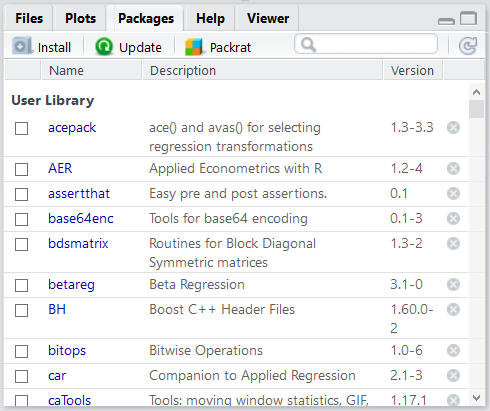 Files Plots Packages Help Viewer
Install Update Packrat
Name Description Version
User Library
acepack ace() and avas() for selecting 1.3-3.3
regression transformations
AER Applied Econometrics with R 1.2-4
assertthat Easy pre and post assertions. 0.1
base64enc Tools for base64 encoding 0.1-3
bdsmatrix Routines for Block Diagonal 1.3-2
Symmetric matrices
betareg Beta Regression 3.1-0
BH Boost C++ Header Files 1.60.0-
2
bitops Bitwise Operations 1.0-6
car Companion to Applied Regression 2.1-3
caTools Tools: moving window statistics, GIF, 1.17.1